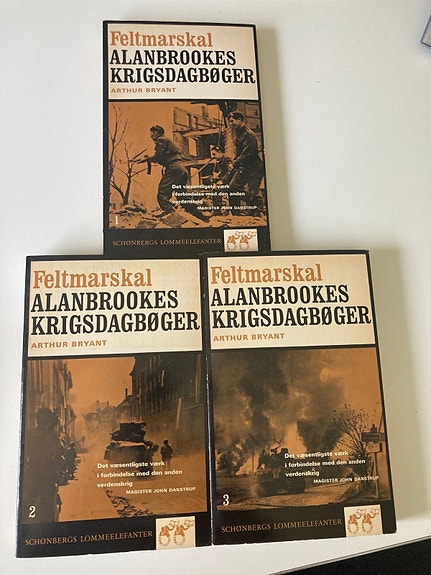 Feltmarskal
ALANBROOKES
KRIGSDAGBØGER
ARTHUR BRYANT
Det væsentligste værk
i forbindelse med den anden
verdenskrig
MAGISTER JOHN DANSTRUP
1
SCHØNBERGS LOMMEELEFANTER
Feltmarskal
ALANBROOKES
KRIGSDAGBØGER
ARTHUR BRYANT
Det væsentligste værk
i forbindelse med den anden
verdenskrig
MAGISTER JOHN DANSTRUP
2
SCHØNBERGS LOMMEELEFANTER
Feltmarskal
ALANBROOKES
KRIGSDAGBØGER
ARTHUR BRYANT
Det væsentligste værk
i forbindelse med den anden
verdenskrig
MAGISTER JOHN DANSTRUP
3
SCHØNBERGS LOMMEELEFANTER